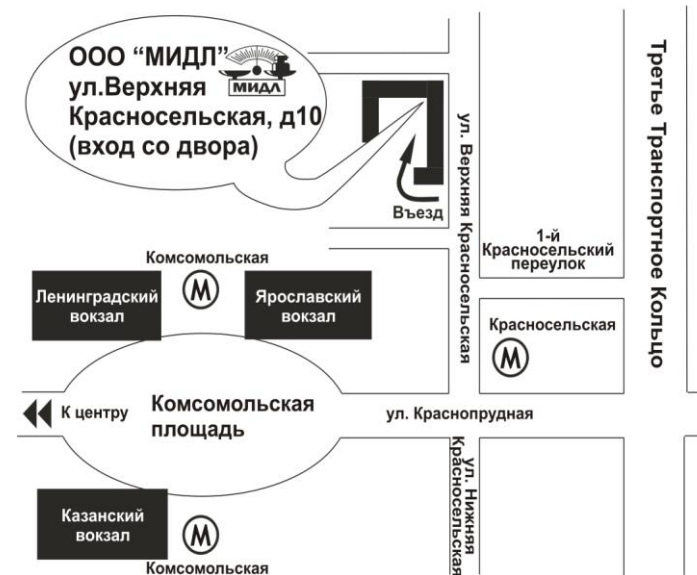 ООО “МИДЛ”
МИДЛ
ул.Верхняя
Красносельская, д10
(вход со двора)
Въезд
ул. Верхняя Красносельская
Третье Транспортное Кольцо
1-й
Красносельский
переулок
Комсомольская
М
Ленинградский
вокзал
Ярославский
вокзал
Красносельская
М
К центру
Комсомольская
площадь
ул. Краснопрудная
ул. Нижняя
Красносельская
Казанский
вокзал
М
Комсомольская